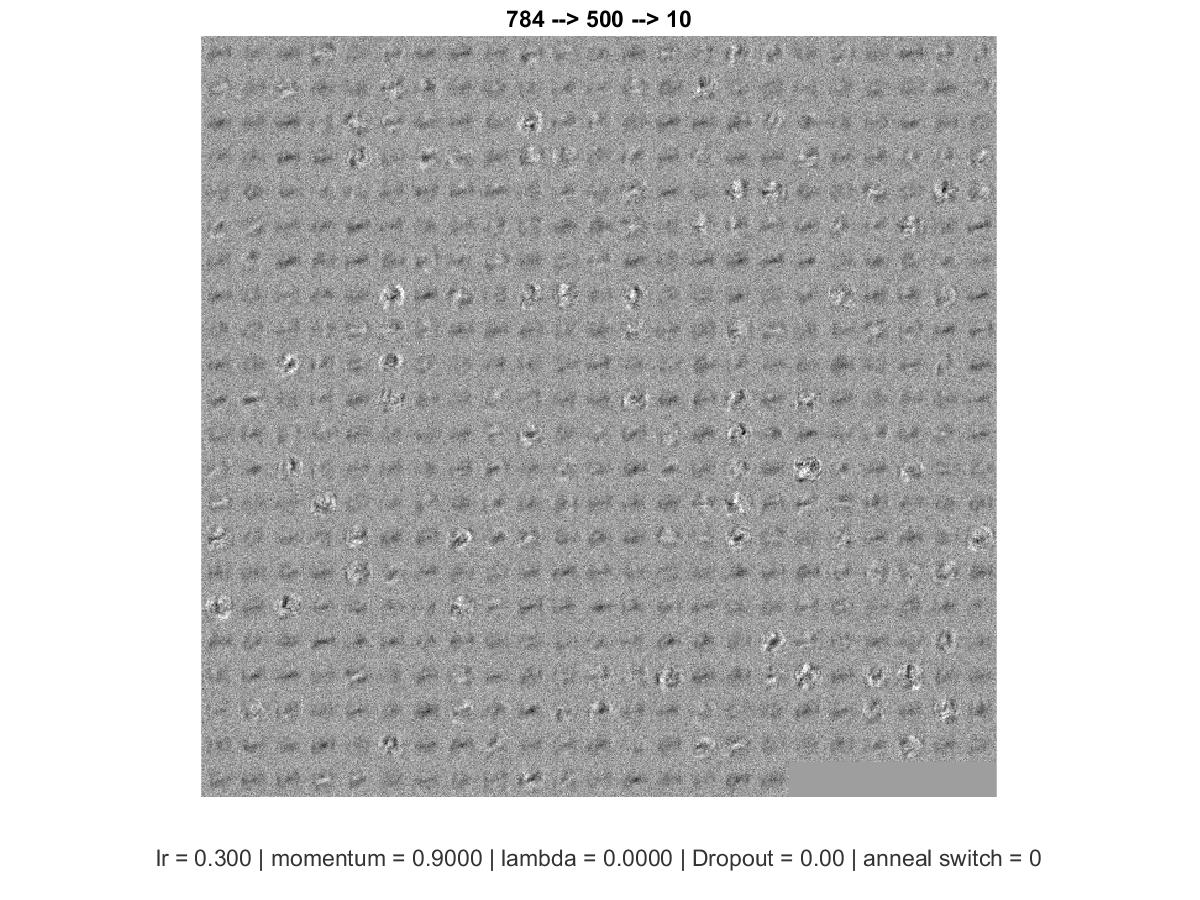 784 --> 500 --> 10
lr = 0.300 | momentum = 0.9000 | lambda = 0.0000 | Dropout = 0.00 | anneal switch = 0